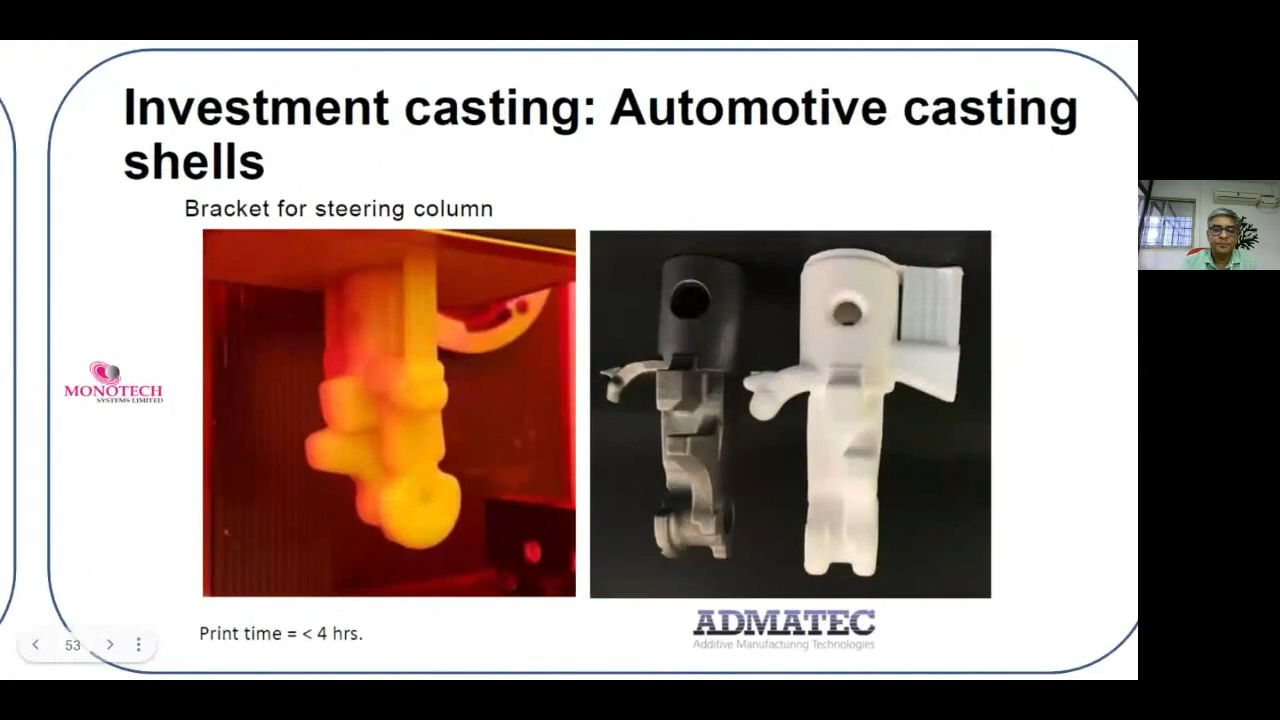 Investment casting: Automotive casting
shells
Bracket for steering column
MONOTECH
SYSTEMS LIMITED
Print time = < 4 hrs.
ADMATEC
Additive Manufacturing Technologies
53